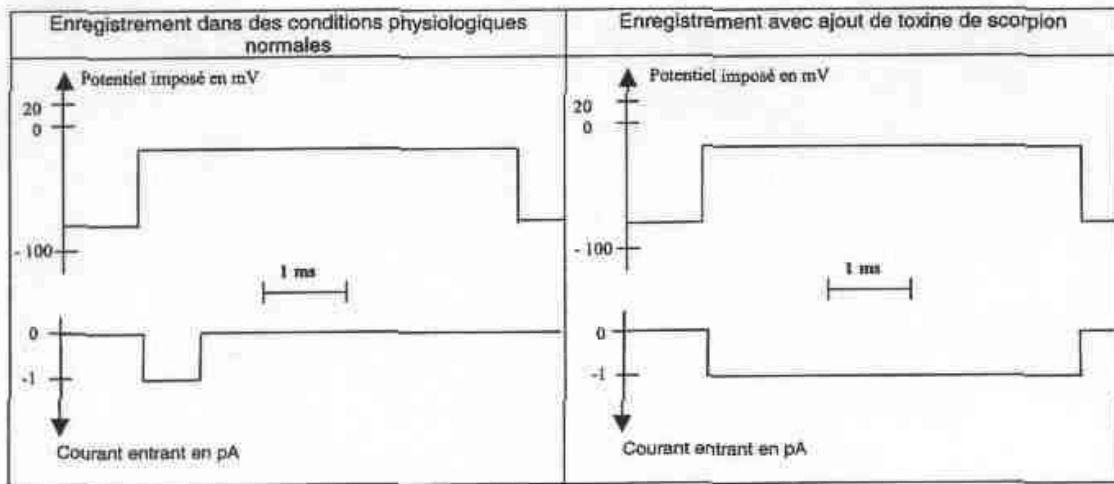 Enregistrement dans des conditions physiologiques
normales
Potentiel imposé en mV
20
0
- 100
1 ms
0
-1
Courant entrant en pA
Enregistrement avec ajout de toxine de scorpion
Potentiel imposé en mV
20
0
- 100
1 ms
0
-1
Courant entrant en pA